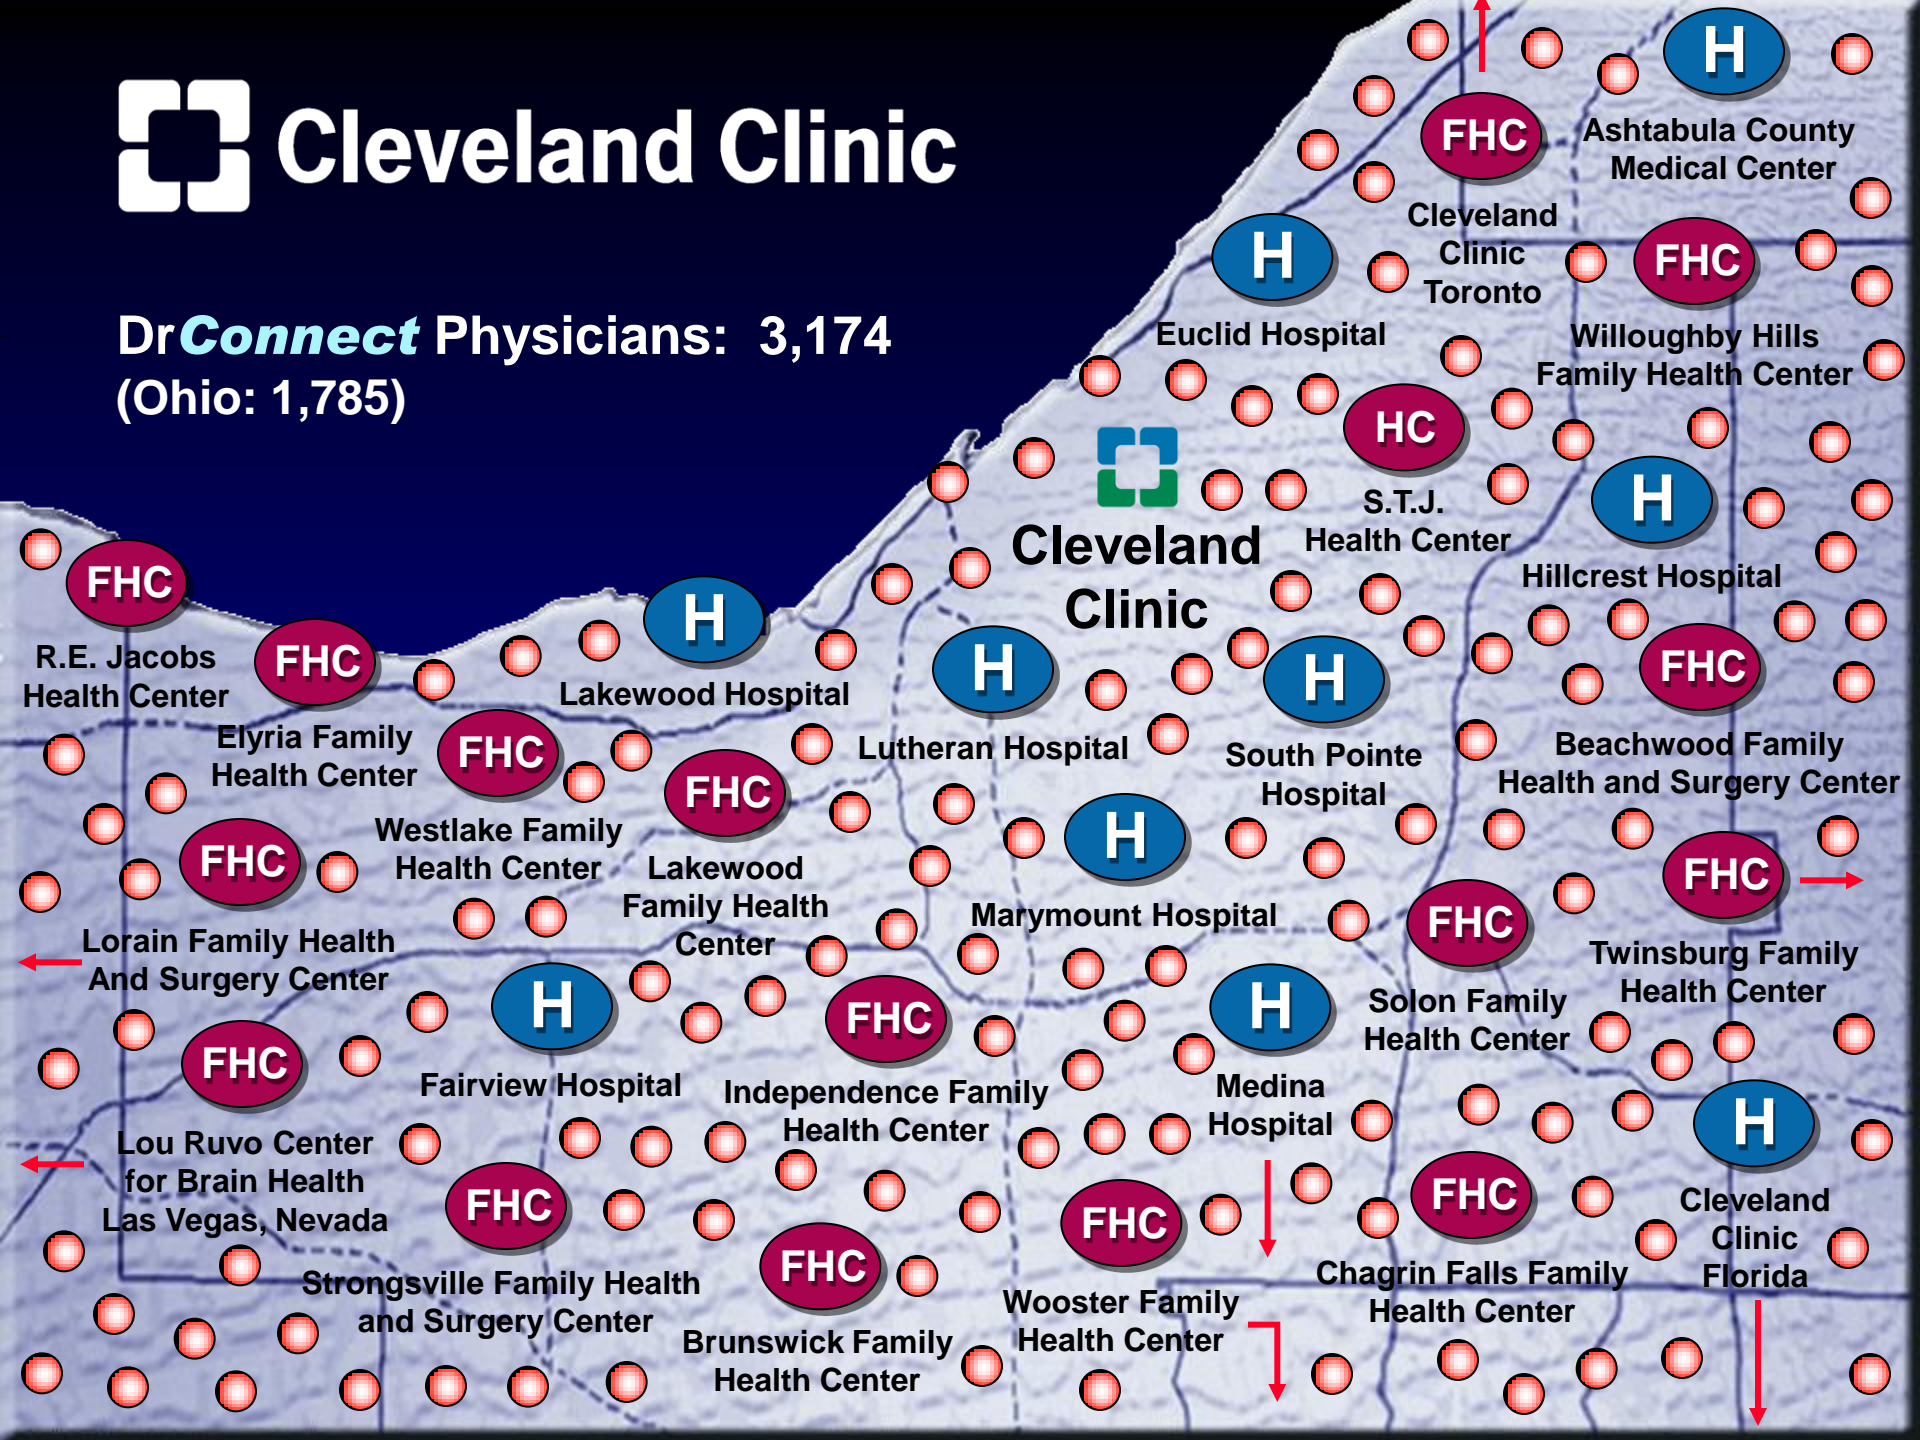 Cleveland Clinic
DrConnect Physicians: 3,174
(Ohio: 1,785)
H
Ashtabula County
Medical Center
FHC
Cleveland
Clinic
Toronto
H
Euclid Hospital
FHC
Willoughby Hills
Family Health Center
HC
S.T.J.
Health Center
H
Hillcrest Hospital
Cleveland
Clinic
FHC
R.E. Jacobs
Health Center
FHC
Elyria Family
Health Center
H
Lakewood Hospital
H
Lutheran Hospital
H
South Pointe
Hospital
FHC
Beachwood Family
Health and Surgery Center
FHC
Westlake Family
Health Center
FHC
Lakewood
Family Health
Center
H
Marymount Hospital
FHC
Lorain Family Health
And Surgery Center
FHC
Solon Family
Health Center
FHC
Twinsburg Family
Health Center
H
Fairview Hospital
FHC
Independence Family
Health Center
H
Medina
Hospital
FHC
Lou Ruvo Center
for Brain Health
Las Vegas, Nevada
FHC
Strongsville Family Health
and Surgery Center
FHC
Brunswick Family
Health Center
FHC
Wooster Family
Health Center
FHC
Chagrin Falls Family
Health Center
H
Cleveland
Clinic
Florida